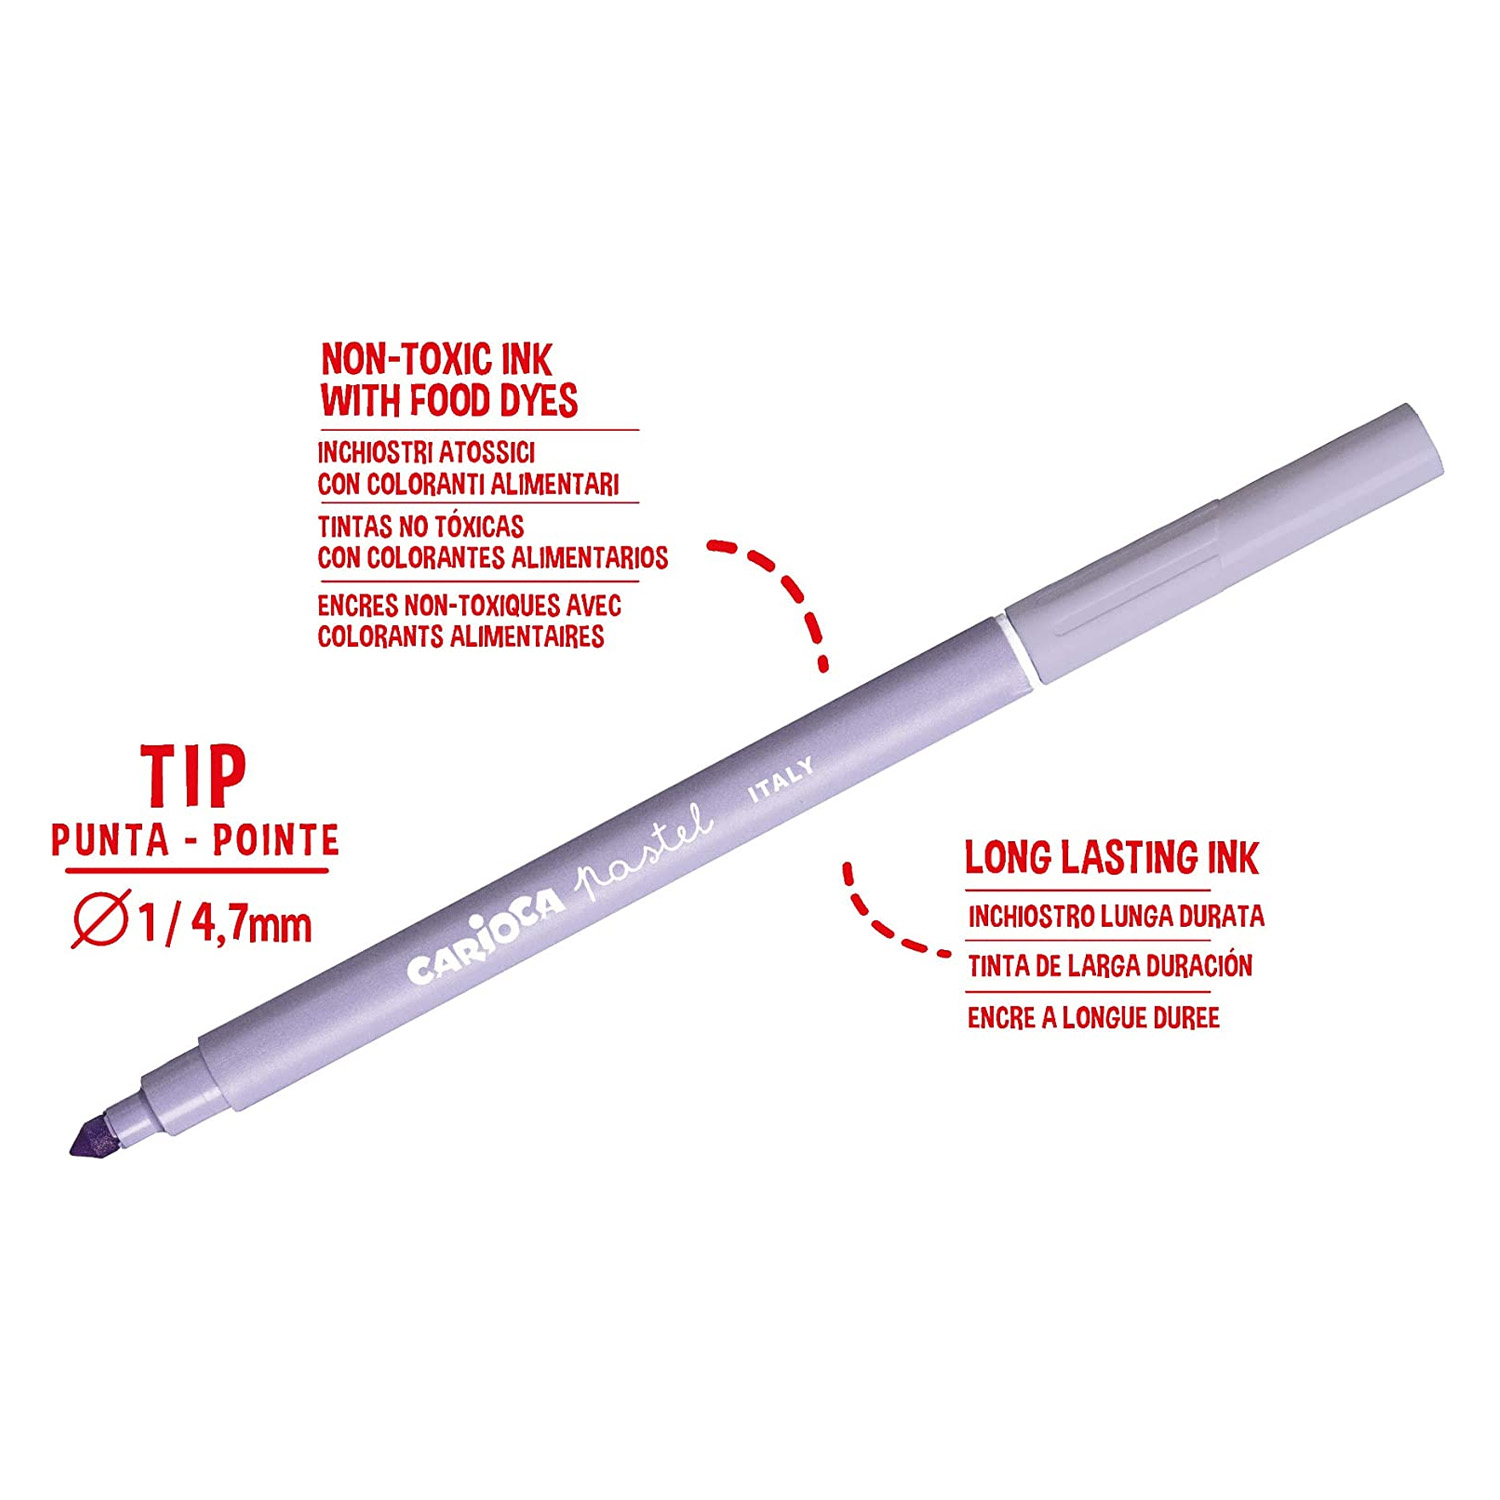 NON-TOXIC INK
WITH FOOD DYES
INCHIOSTRI ATOSSICI
CON COLORANTI ALIMENTARI
TINTAS NO TÓXICAS
CON COLORANTES ALIMENTARIOS
ENCRES NON-TOXIQUES AVEC
COLORANTS ALIMENTAIRES
TIP
PUNTA - POINTE
Ø1/4,7mm
CARIOCA pastel ITALY
LONG LASTING INK
INCHIOSTRO LUNGA DURATA
TINTA DE LARGA DURACIÓN
ENCRE A LONGUE DUREE